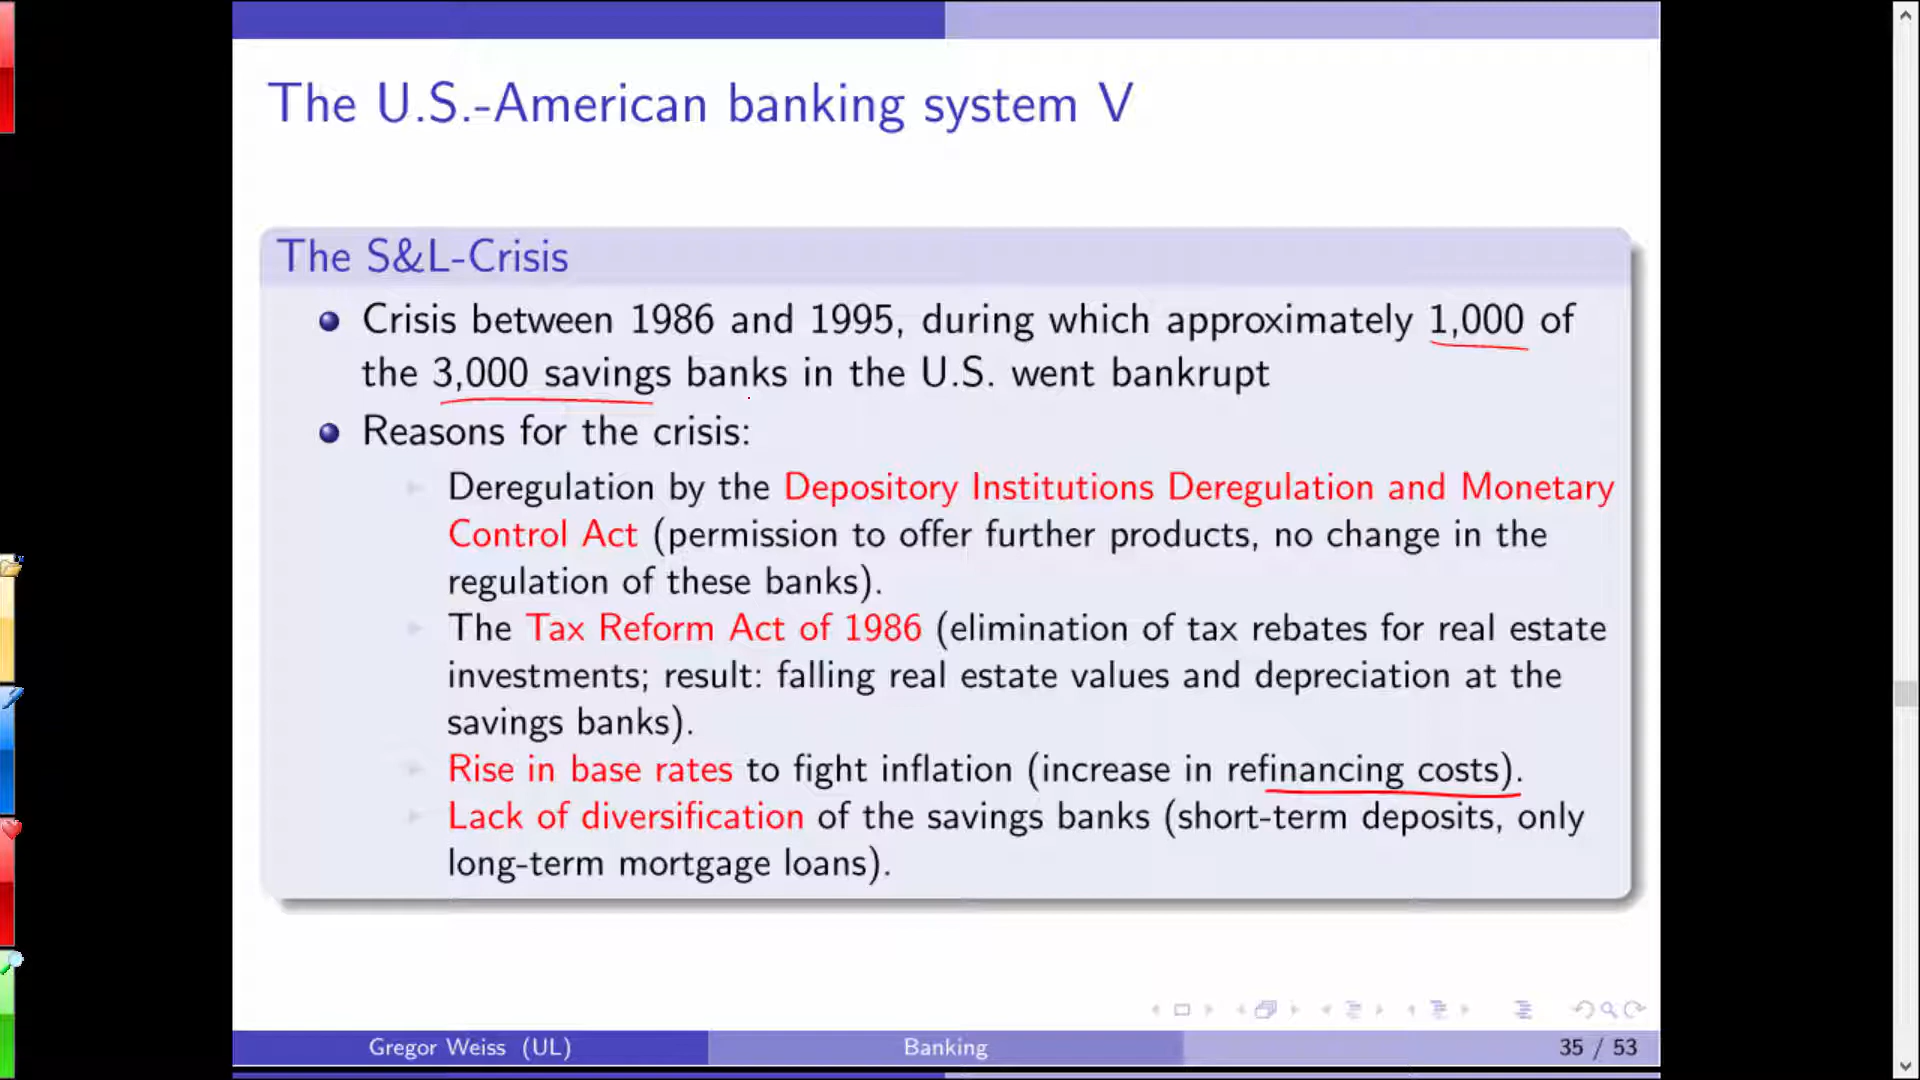 The U.S.-American banking system V
The S&L-Crisis
Crisis between 1986 and 1995, during which approximately 1,000 of
the 3,000 savings banks in the U.S. went bankrupt
Reasons for the crisis:
Deregulation by the Depository Institutions Deregulation and Monetary
Control Act (permission to offer further products, no change in the
regulation of these banks).
The Tax Reform Act of 1986 (elimination of tax rebates for real estate
investments; result: falling real estate values and depreciation at the
savings banks).
Rise in base rates to fight inflation (increase in refinancing costs).
Lack of diversification of the savings banks (short-term deposits, only
long-term mortgage loans).
Gregor Weiss (UL)
Banking
35 / 53